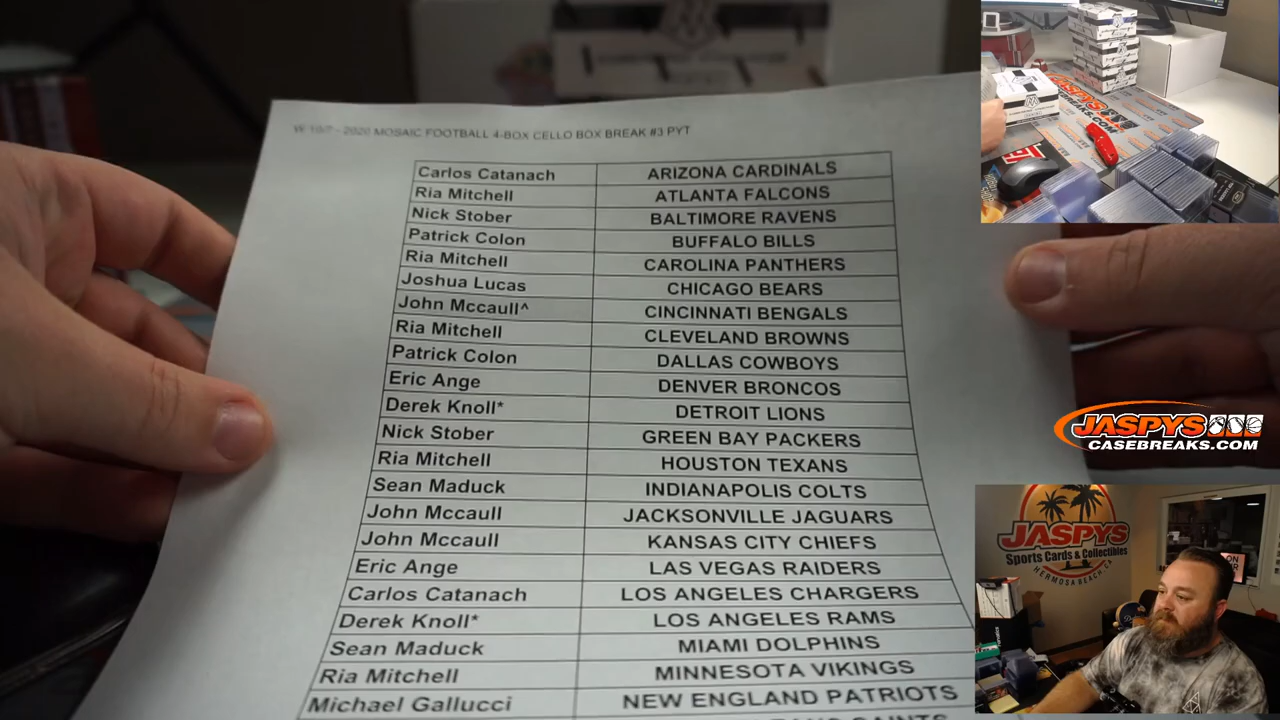 W 10/7 - 2020 MOSAIC FOOTBALL 4-BOX CELLO BOX BREAK #3 PYT
Carlos Catanach ARIZONA CARDINALS
Ria Mitchell ATLANTA FALCONS
Nick Stober BALTIMORE RAVENS
Patrick Colon BUFFALO BILLS
Ria Mitchell CAROLINA PANTHERS
Joshua Lucas CHICAGO BEARS
John Mccaull^ CINCINNATI BENGALS
Ria Mitchell CLEVELAND BROWNS
Patrick Colon DALLAS COWBOYS
Eric Ange DENVER BRONCOS
Derek Knoll* DETROIT LIONS
Nick Stober GREEN BAY PACKERS
Ria Mitchell HOUSTON TEXANS
Sean Maduck INDIANAPOLIS COLTS
John Mccaull JACKSONVILLE JAGUARS
John Mccaull KANSAS CITY CHIEFS
Eric Ange LAS VEGAS RAIDERS
Carlos Catanach LOS ANGELES CHARGERS
Derek Knoll* LOS ANGELES RAMS
Sean Maduck MIAMI DOLPHINS
Ria Mitchell MINNESOTA VIKINGS
Michael Gallucci NEW ENGLAND PATRIOTS
SAINTS
JASPYS
CASEBREAKS.COM
JASPYS
Sports Cards & Collectibles
HERMOSA BEACH, CA